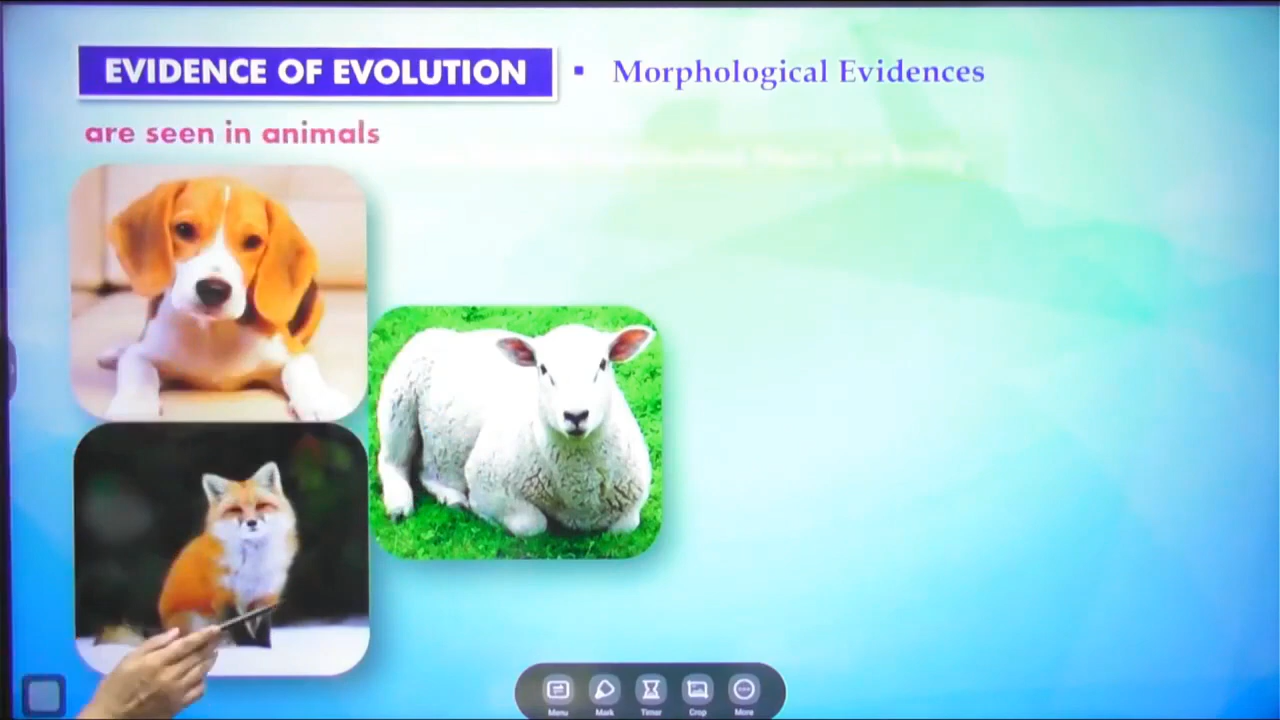 EVIDENCE OF EVOLUTION
▪ Morphological Evidences
are seen in animals
Menu Mark Timer Crop More